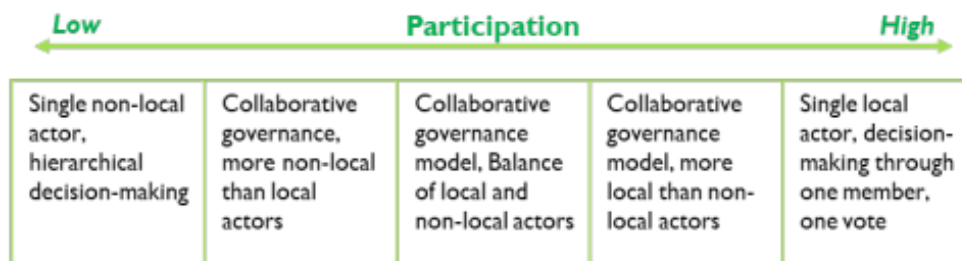 Low Participation High
Single non-local
actor,
hierarchical
decision-making
Collaborative
governance,
more non-local
than local
actors
Collaborative
governance
model, Balance
of local and
non-local actors
Collaborative
governance
model, more
local than non-
local actors
Single local
actor, decision-
making through
one member,
one vote